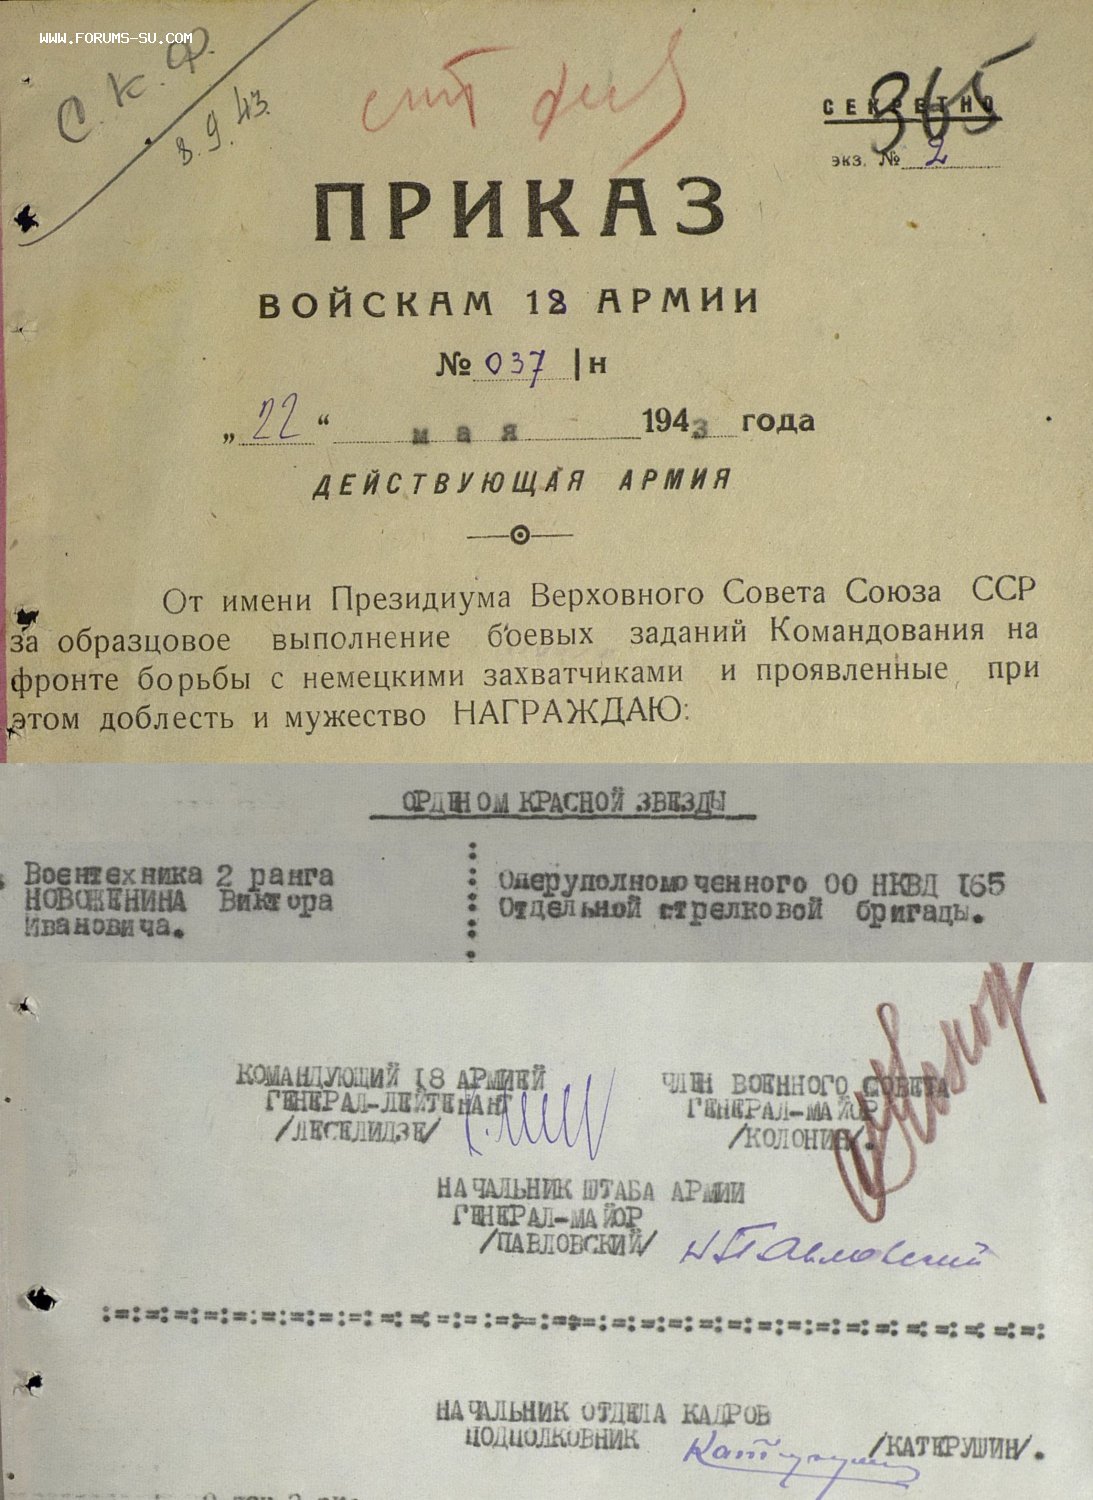 WWW.FORUMS-SU.COM
С.К.Ф.
8.9.43.
365
СЕКРЕТНО
экз. № 2
ПРИКАЗ
ВОЙСКАМ 18 АРМИИ
№ 037 |н
„ 22 “ мая 1943 года
ДЕЙСТВУЮЩАЯ АРМИЯ
От имени Президиума Верховного Совета Союза ССР
за образцовое выполнение боевых заданий Командования на
фронте борьбы с немецкими захватчиками и проявленные при
этом доблесть и мужество НАГРАЖДАЮ:
ОРДЕНОМ КРАСНОЙ ЗВЕЗДЫ
Воентехника 2 ранга
НОВОЖЕНИНА Виктора
Ивановича.
Оперуполномоченного ОО НКВД 165
Отдельной стрелковой бригады.
КОМАНДУЮЩИЙ 18 АРМИЕЙ
ГЕНЕРАЛ-ЛЕЙТЕНАНТ
/ЛЕСЕЛИДЗЕ/
ЧЛЕН ВОЕННОГО СОВЕТА
ГЕНЕРАЛ-МАЙОР
/КОЛОНИН/.
НАЧАЛЬНИК ШТАБА АРМИИ
ГЕНЕРАЛ-МАЙОР
/ПАВЛОВСКИЙ/ Н Павловский
НАЧАЛЬНИК ОТДЕЛА КАДРОВ
ПОДПОЛКОВНИК /КАТЕРУШИН/.